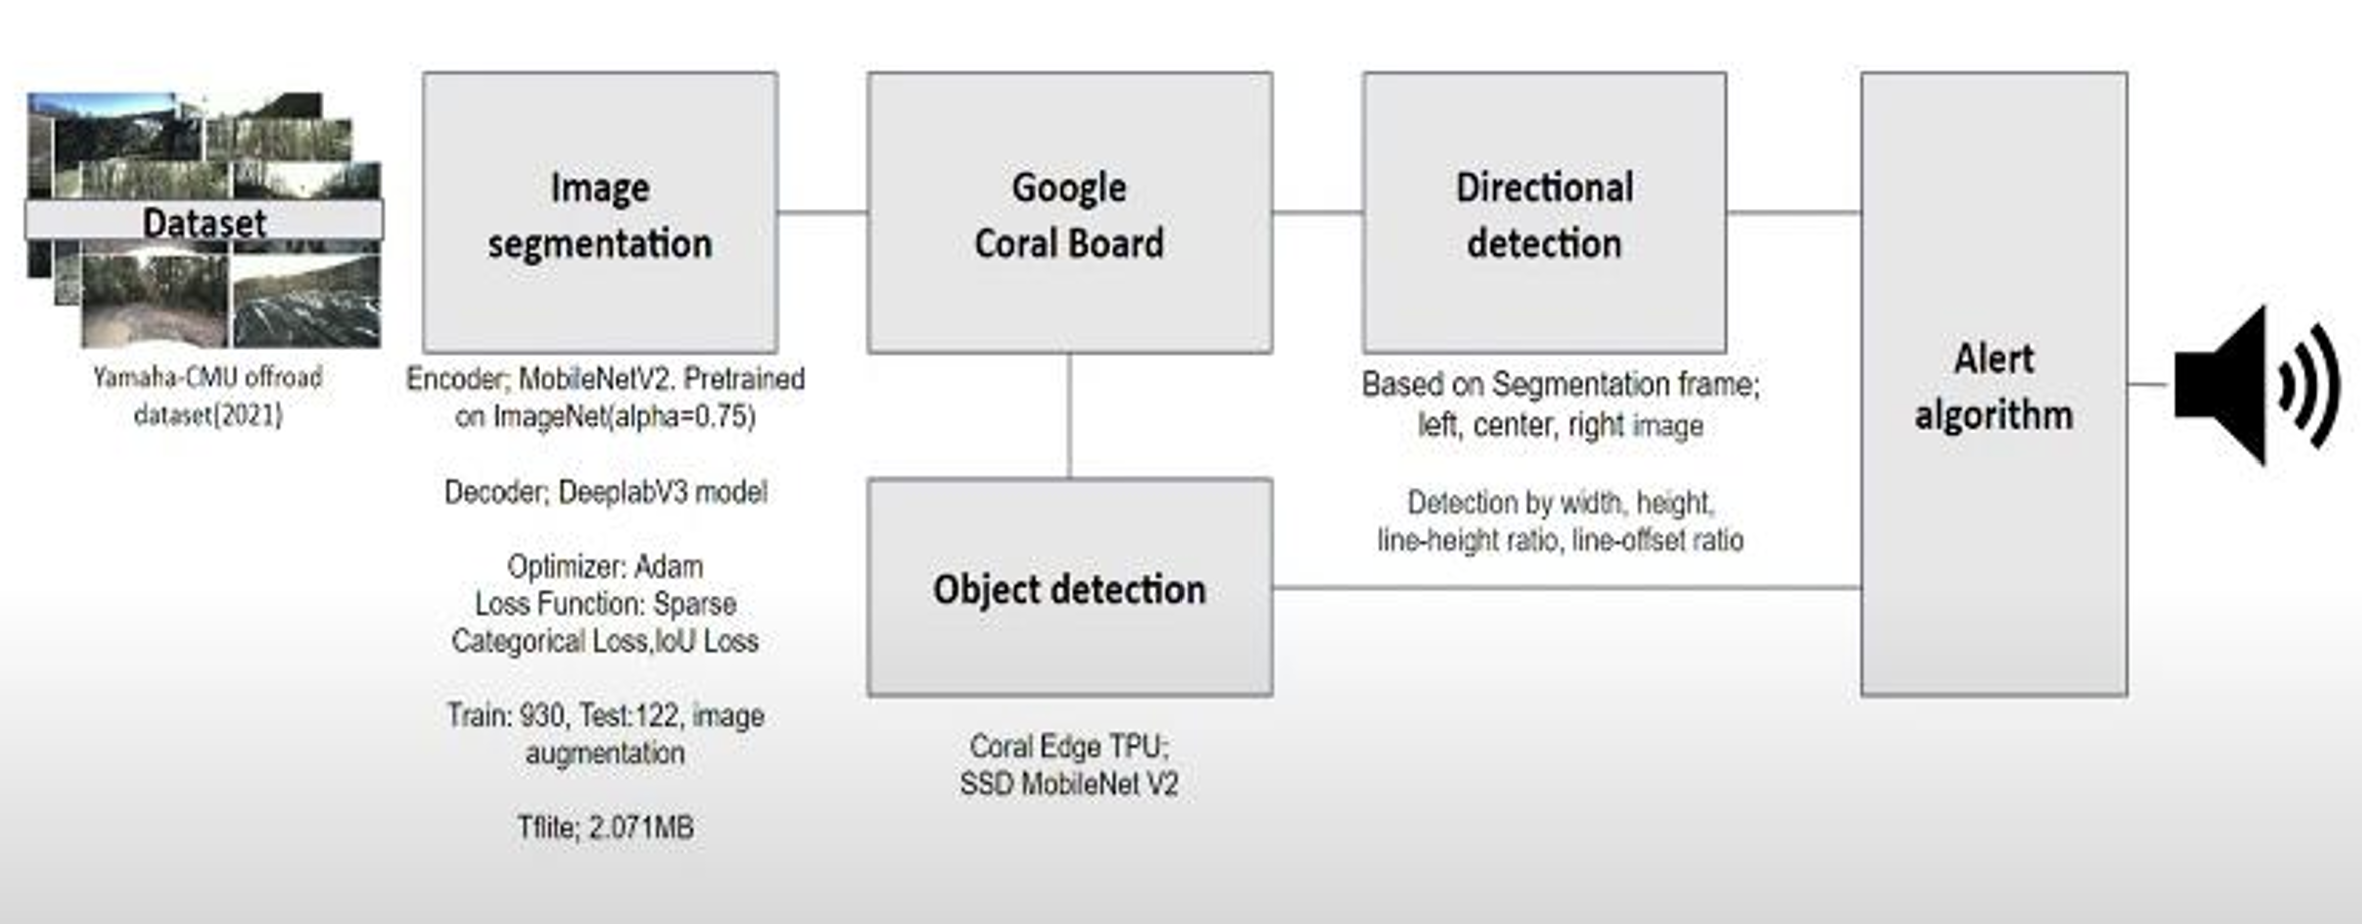 Dataset
Yamaha-CMU offroad
dataset(2021)
Image
segmentation
Encoder; MobileNetV2. Pretrained
on ImageNet(alpha=0.75)
Decoder; DeeplabV3 model
Optimizer: Adam
Loss Function: Sparse
Categorical Loss,IoU Loss
Train: 930, Test:122, image
augmentation
Tflite; 2.071MB
Google
Coral Board
Object detection
Coral Edge TPU;
SSD MobileNet V2
Directional
detection
Based on Segmentation frame;
left, center, right image
Detection by width, height,
line-height ratio, line-offset ratio
Alert
algorithm